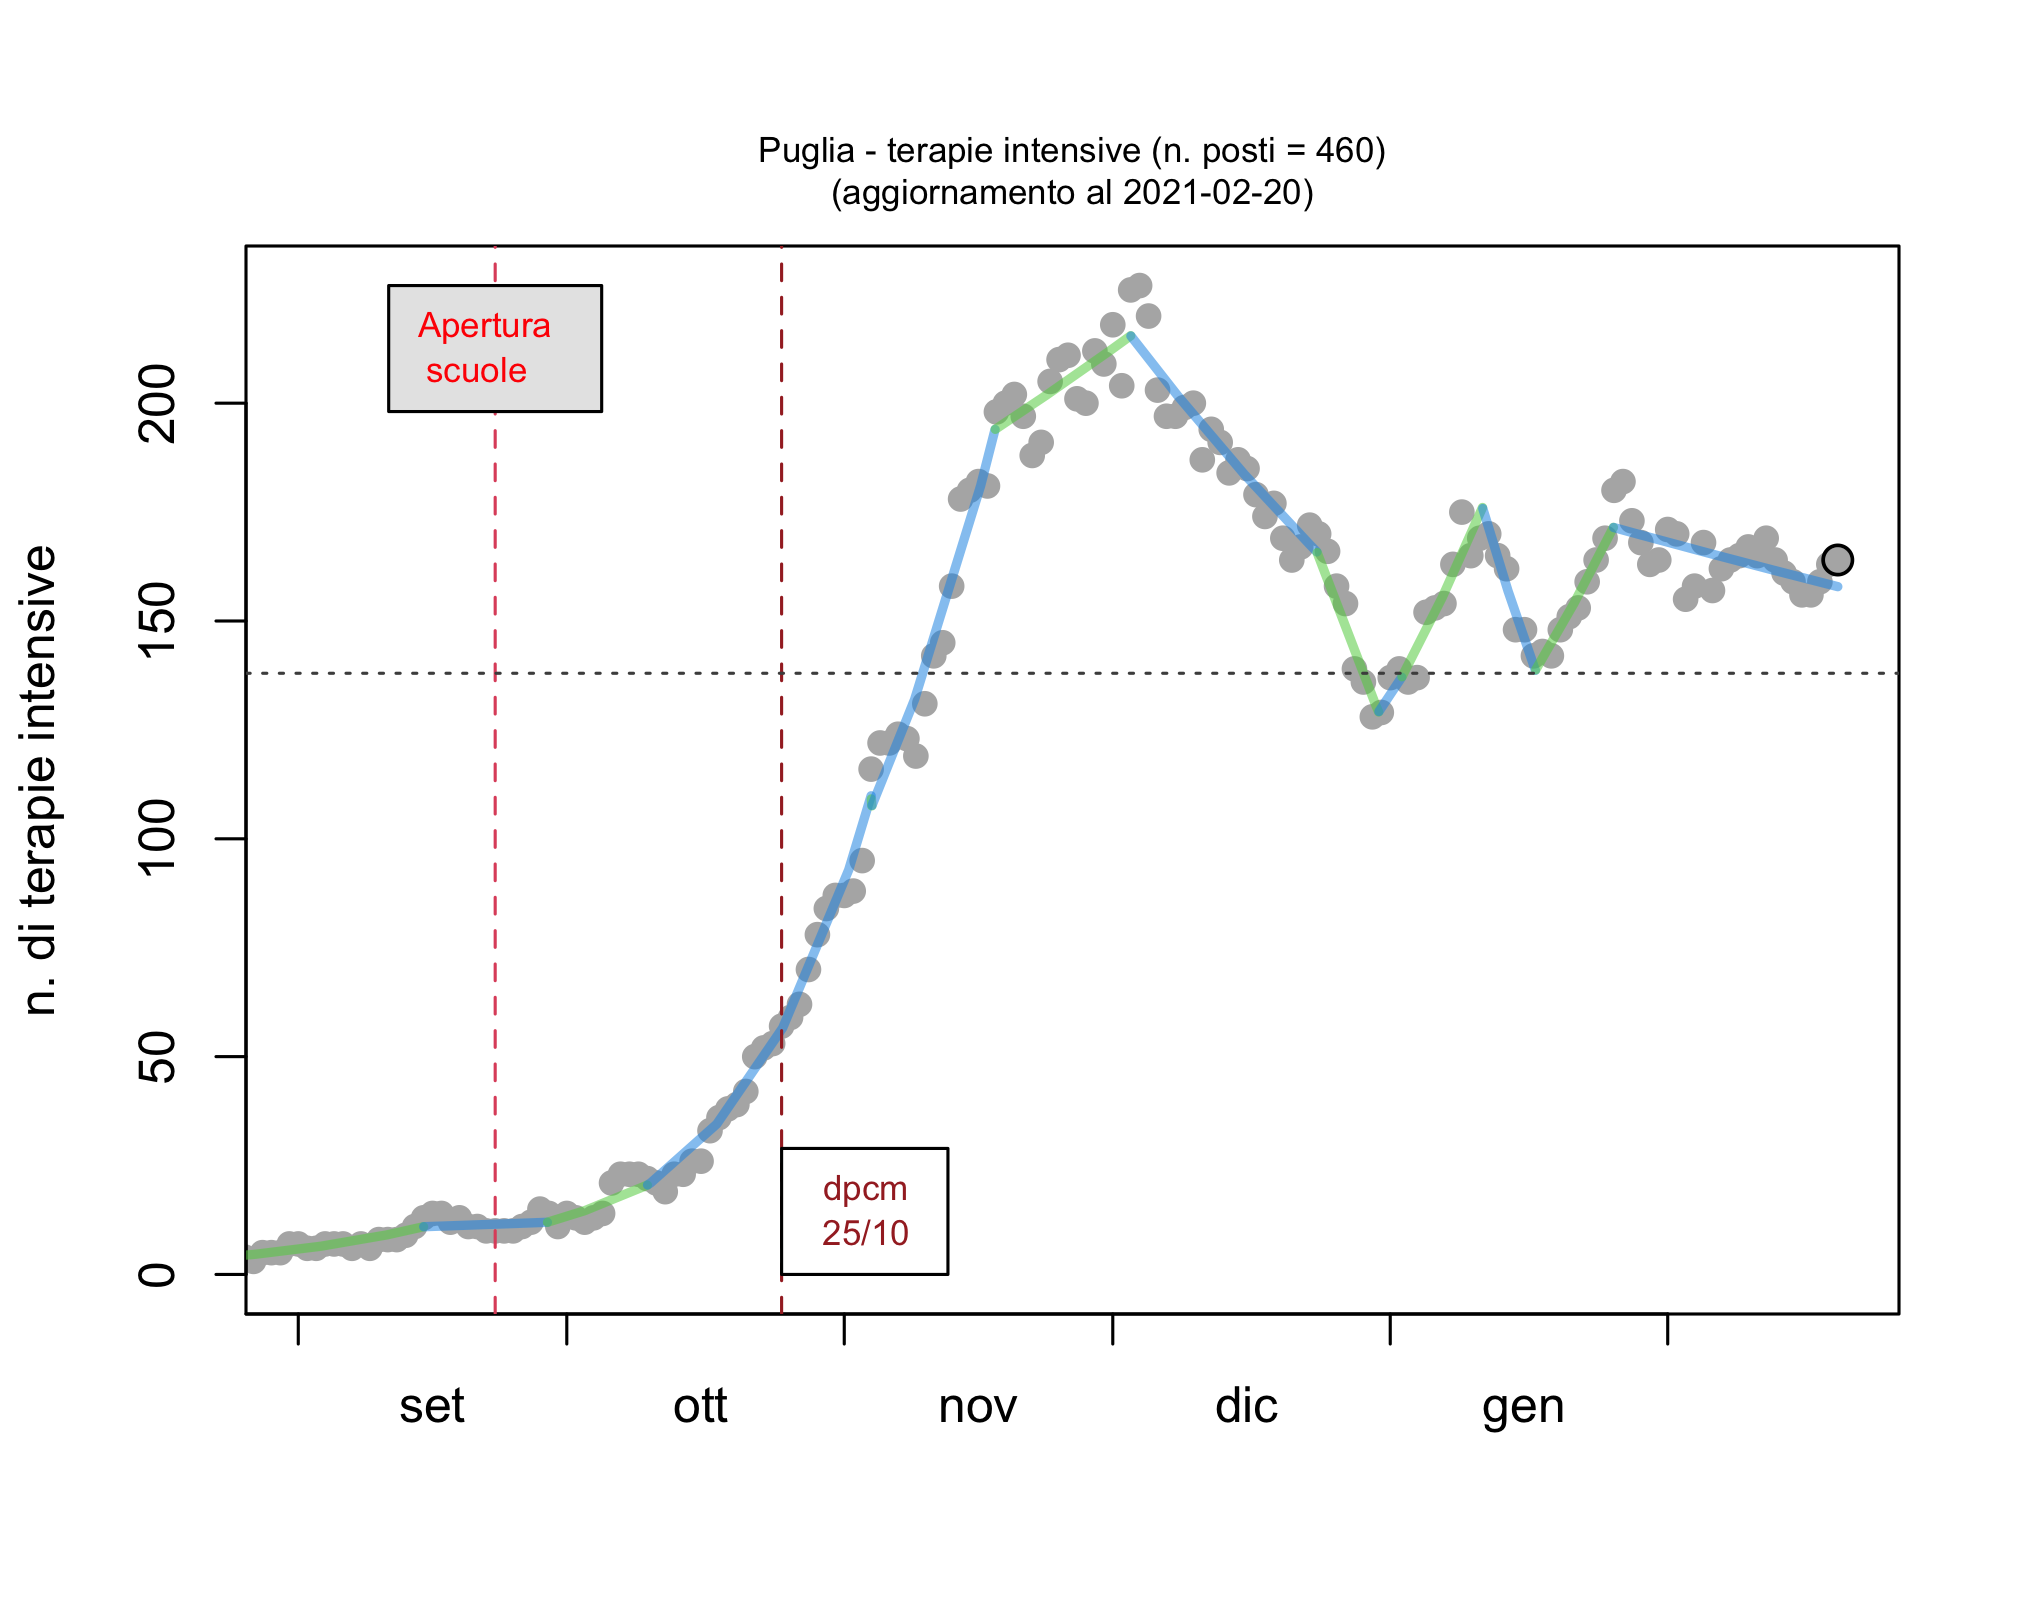 Puglia - terapie intensive (n. posti = 460)
(aggiornamento al 2021-02-20)
Apertura
scuole
n. di terapie intensive
200
150
100
50
0
dpcm
25/10
set
ott
nov
dic
gen